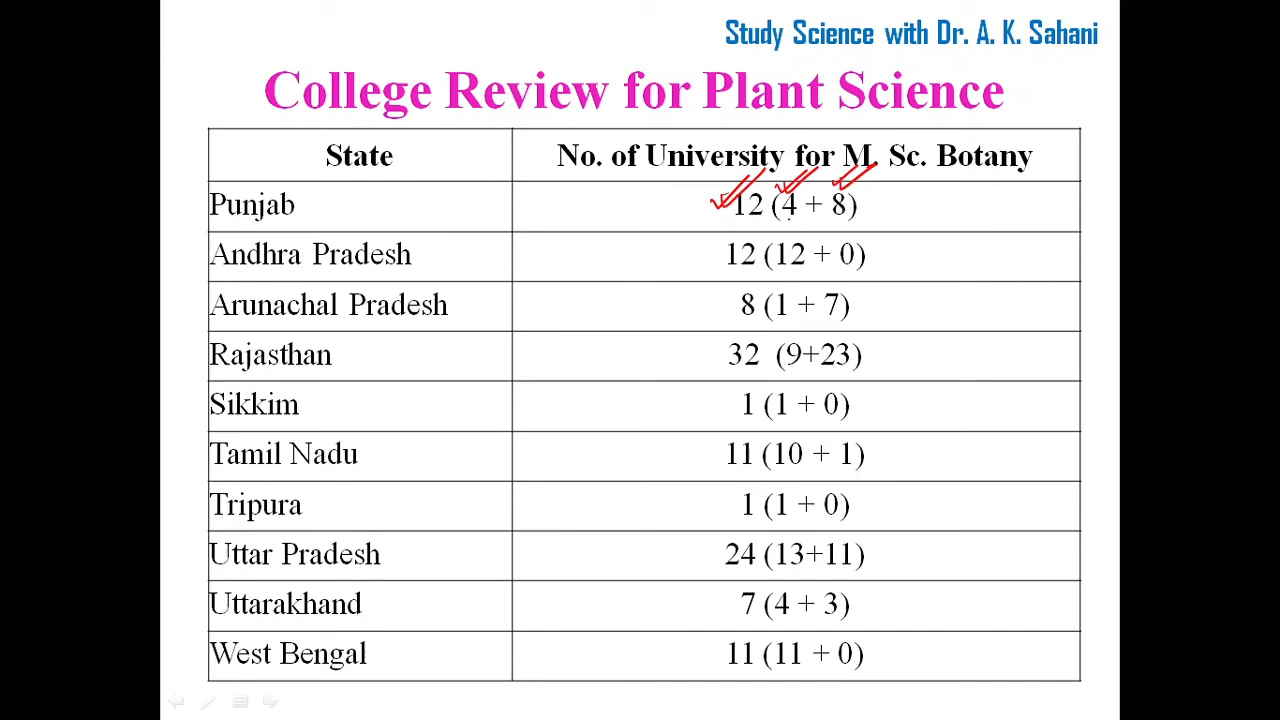 Study Science with Dr. A. K. Sahani
College Review for Plant Science
State No. of University for M. Sc. Botany
Punjab 12 (4 + 8)
Andhra Pradesh 12 (12 + 0)
Arunachal Pradesh 8 (1 + 7)
Rajasthan 32 (9+23)
Sikkim 1 (1 + 0)
Tamil Nadu 11 (10 + 1)
Tripura 1 (1 + 0)
Uttar Pradesh 24 (13+11)
Uttarakhand 7 (4 + 3)
West Bengal 11 (11 + 0)